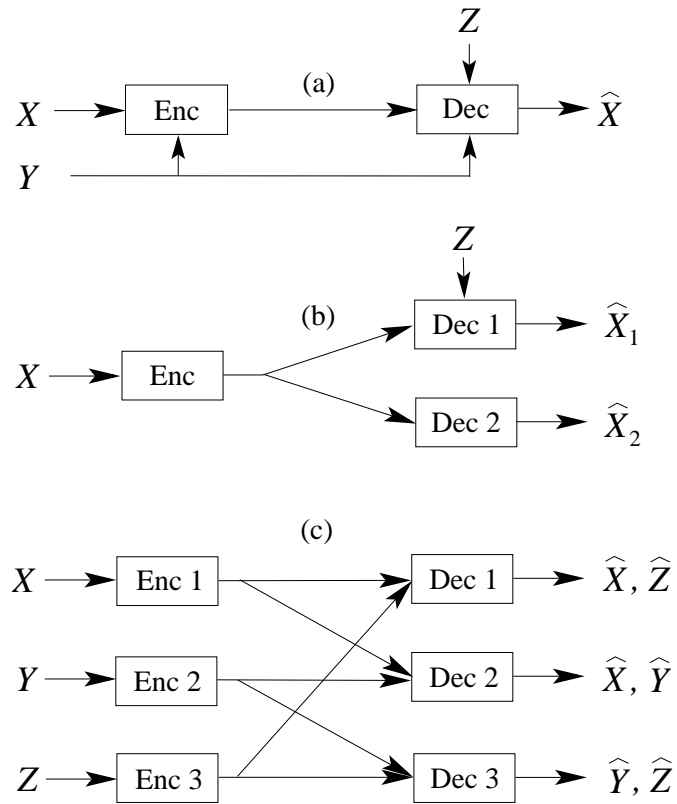 Z
(a)
X Enc Dec X̂
Y
Z
(b) Dec 1 X̂₁
X Enc
Dec 2 X̂₂
(c)
X Enc 1 Dec 1 X̂, Ẑ
Y Enc 2 Dec 2 X̂, Ŷ
Z Enc 3 Dec 3 Ŷ, Ẑ